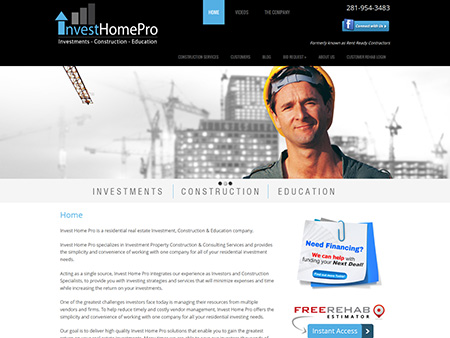 HOME VIDEOS THE COMPANY
281-954-3483
InvestHomePro
Investments - Construction - Education
Connect with Us
Formerly known as Rent Ready Contractors
CONSTRUCTION SERVICES CUSTOMERS BLOG BID REQUEST ABOUT US CUSTOMER REHAB LOGIN
INVESTMENTS CONSTRUCTION EDUCATION
Home
Invest Home Pro is a residential real estate Investment, Construction & Education company.
Invest Home Pro specializes in Investment Property Construction & Consulting Services and provides
the simplicity and convenience of working with one company for all of your residential investment
needs.
Acting as a single source, Invest Home Pro integrates our experience as Investors and Construction
Specialists, to provide you with investing strategies and services that will minimize expenses and time
while increasing the return on your investments.
One of the greatest challenges investors face today is managing their resources from multiple
vendors and firms. To help reduce timely and costly vendor management, Invest Home Pro offers the
simplicity and convenience of working with one company for all your residential investing needs.
Our goal is to deliver high quality Invest Home Pro solutions that enable you to gain the greatest
Need Financing?
We can help with
funding your Next Deal!
FREEREHAB
ESTIMATOR
Instant Access